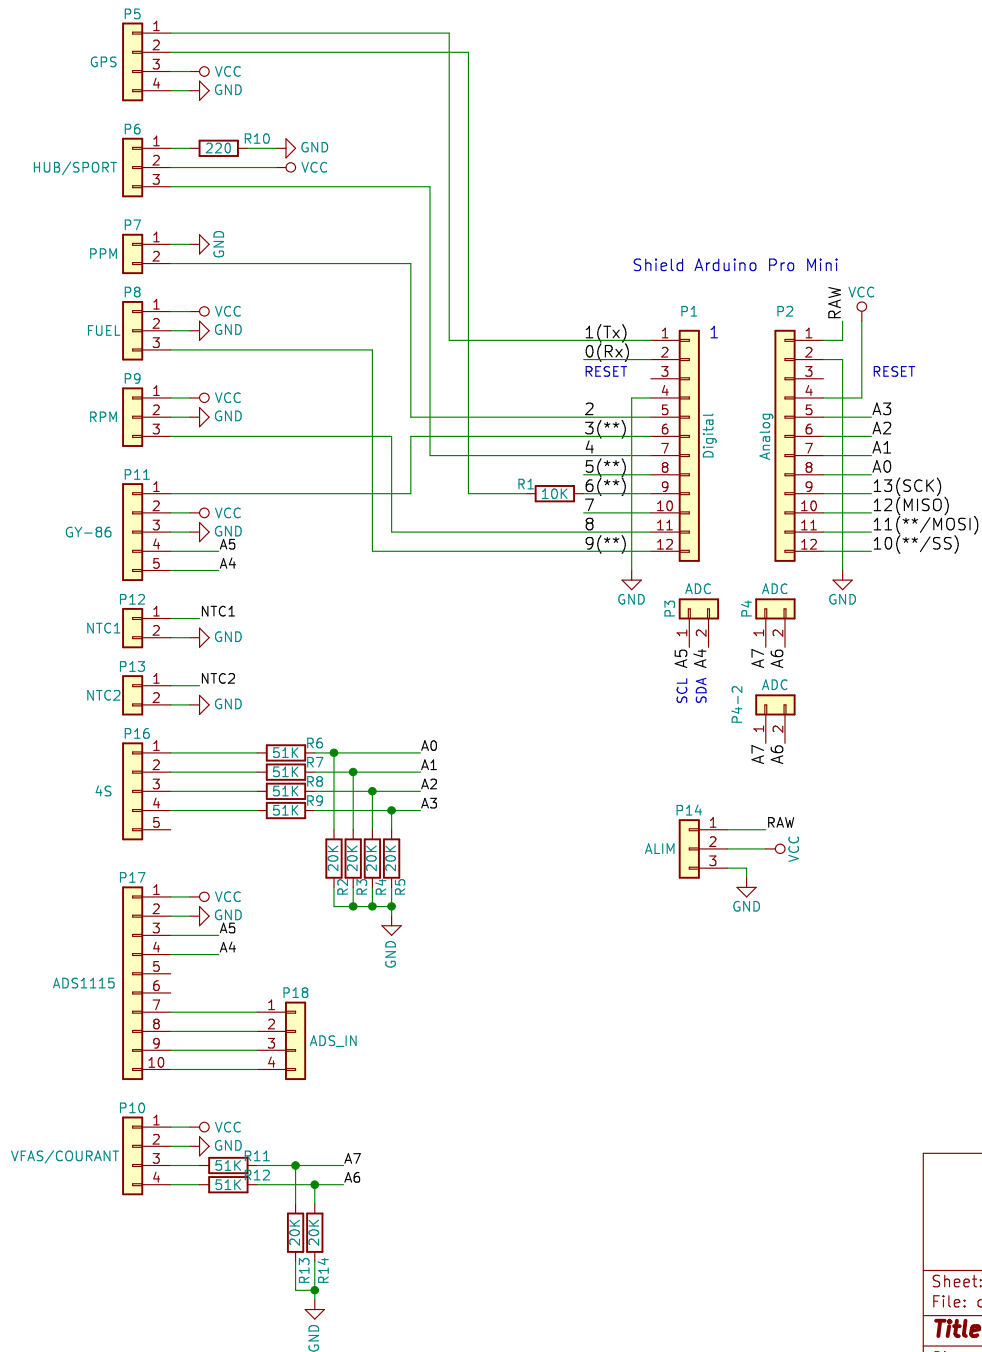 P5
1
2
3
4
GPS
VCC
GND
P6
1
2
3
HUB/SPORT
220
R10
GND
VCC
P7
1
2
PPM
GND
P8
1
2
3
FUEL
VCC
GND
P9
1
2
3
RPM
VCC
GND
P11
1
2
3
4
5
GY-86
VCC
GND
A5
A4
P12
1
2
NTC1
NTC1
GND
P13
1
2
NTC2
NTC2
GND
P16
1
2
3
4
5
4S
51K
R6
51K
R7
51K
R8
51K
R9
A0
A1
A2
A3
20K
R2
20K
R3
20K
R4
20K
R5
GND
P17
1
2
3
4
5
6
7
8
9
10
ADS1115
VCC
GND
A5
A4
P18
1
2
3
4
ADS_IN
P10
1
2
3
4
VFAS/COURANT
VCC
GND
51K
R11
51K
R12
A7
A6
20K
R13
20K
R14
GND
Shield Arduino Pro Mini
P1
1
Digital
1(Tx)
0(Rx)
RESET
2
3(**)
4
5(**)
6(**)
7
8
9(**)
1
2
3
4
5
6
7
8
9
10
11
12
R1
10K
GND
P2
Analog
RAW
VCC
1
2
3
4
5
6
7
8
9
10
11
12
RESET
A3
A2
A1
A0
13(SCK)
12(MISO)
11(**/MOSI)
10(**/SS)
GND
P3
ADC
1
2
A5
A4
SCL
SDA
P4
ADC
1
2
A7
A6
P4-2
ADC
1
2
A7
A6
P14
ALIM
1
2
3
RAW
VCC
GND
Sheet:
File:
Title